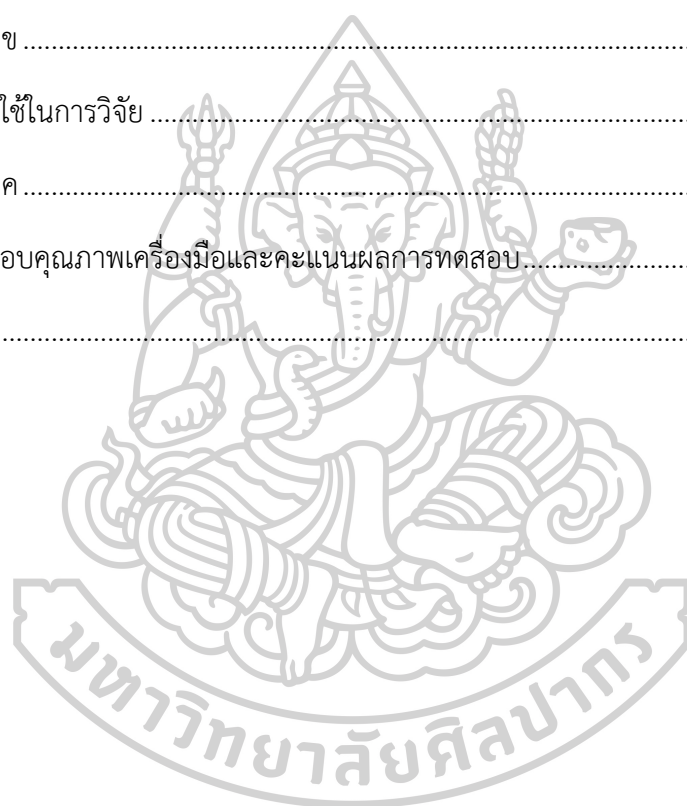 ข ........................................................................................................
ใช้ในการวิจัย ........................................................................................
ค ........................................................................................................
อบคุณภาพเครื่องมือและคะแนนผลการทดสอบ..........................
........................................................................................................
มหาวิทยาลัยศิลปากร